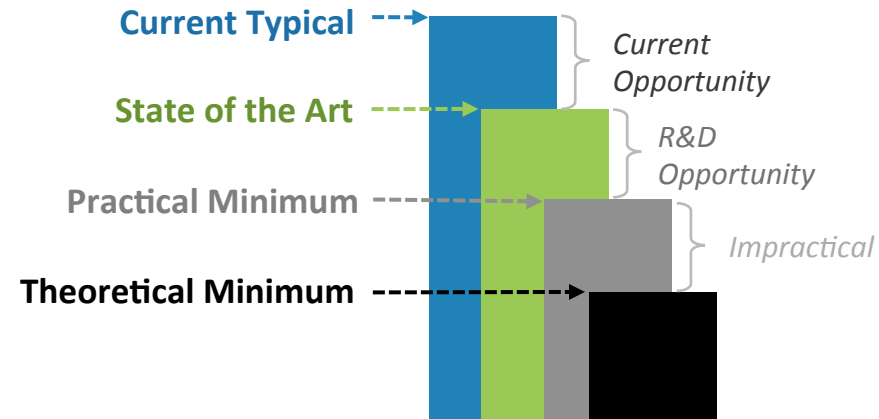 Current Typical
Current
Opportunity
State of the Art
R&D
Opportunity
Practical Minimum
Impractical
Theoretical Minimum